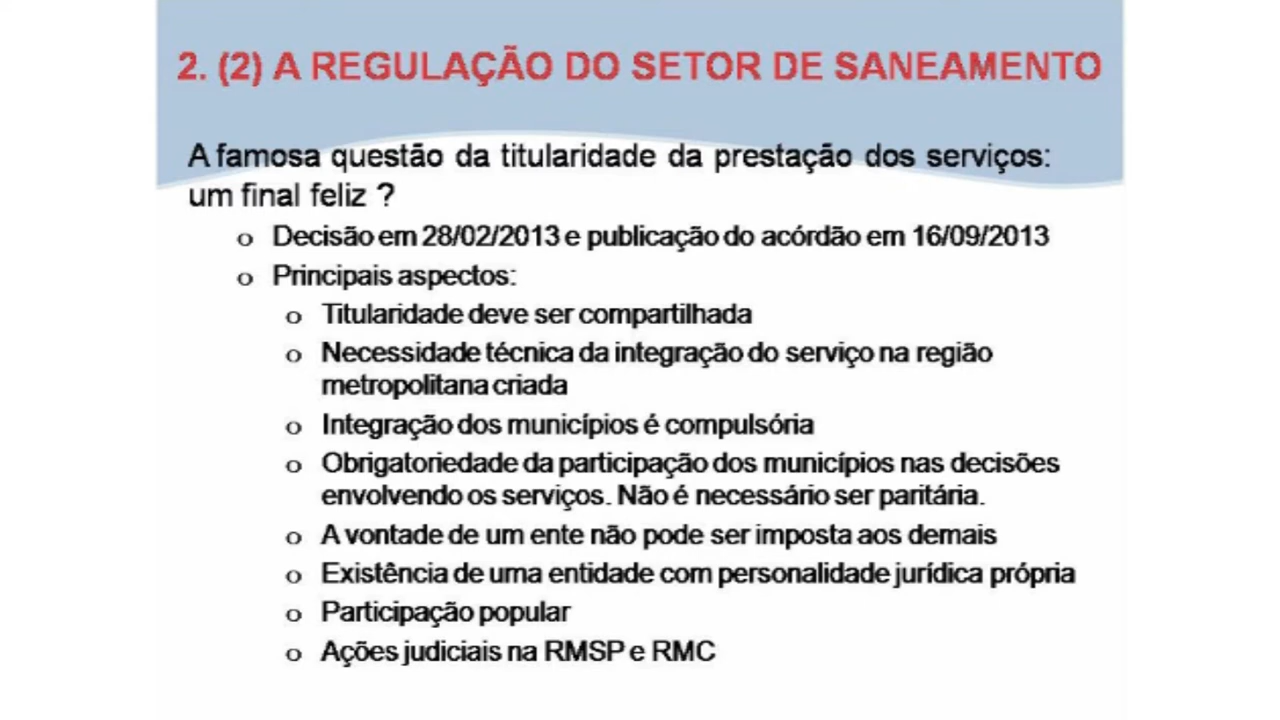 2. (2) A REGULAÇÃO DO SETOR DE SANEAMENTO
A famosa questão da titularidade da prestação dos serviços:
um final feliz ?
o Decisão em 28/02/2013 e publicação do acórdão em 16/09/2013
o Principais aspectos:
o Titularidade deve ser compartilhada
o Necessidade técnica da integração do serviço na região
metropolitana criada
o Integração dos municípios é compulsória
o Obrigatoriedade da participação dos municípios nas decisões
envolvendo os serviços. Não é necessário ser paritária.
o A vontade de um ente não pode ser imposta aos demais
o Existência de uma entidade com personalidade jurídica própria
o Participação popular
o Ações judiciais na RMSP e RMC